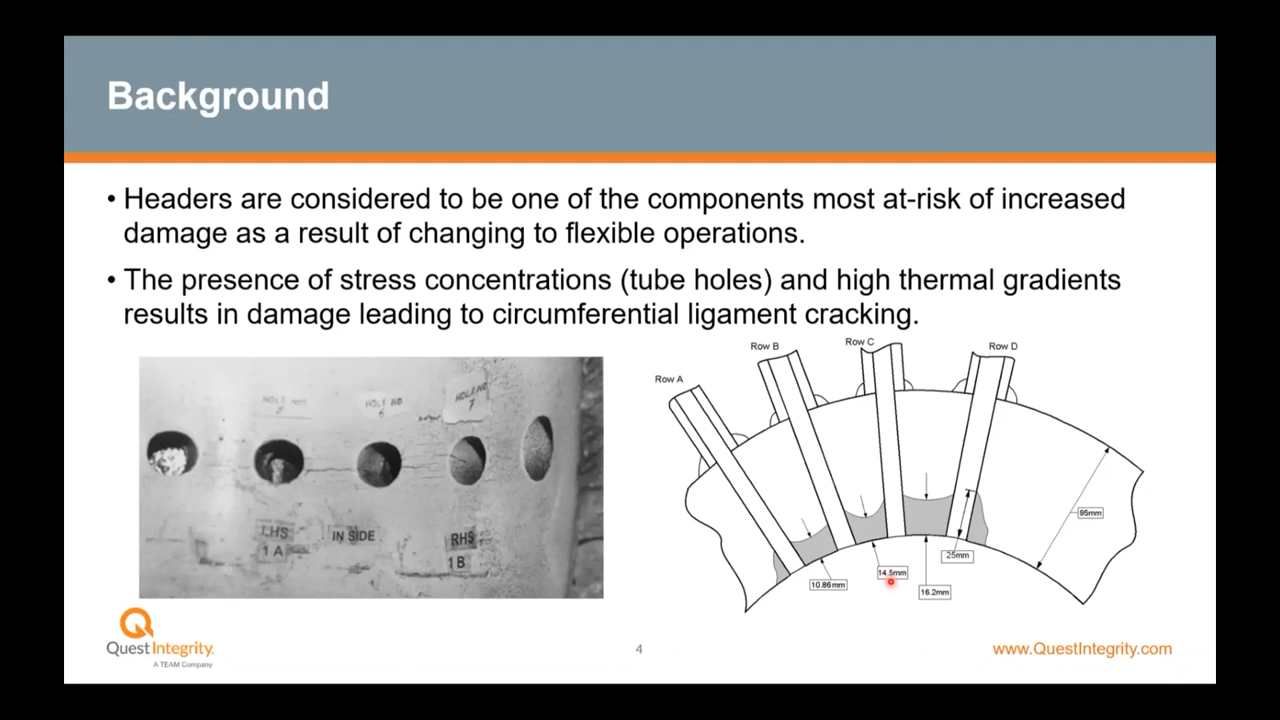 Background
• Headers are considered to be one of the components most at-risk of increased
damage as a result of changing to flexible operations.
• The presence of stress concentrations (tube holes) and high thermal gradients
results in damage leading to circumferential ligament cracking.
HOLE NO
6
HOLE NO
7
LHS
1 A
IN SIDE
RHS
1 B
Row A
Row B
Row C
Row D
95mm
25mm
14.5mm
10.86mm
16.2mm
Quest Integrity
A TEAM Company
4
www.QuestIntegrity.com